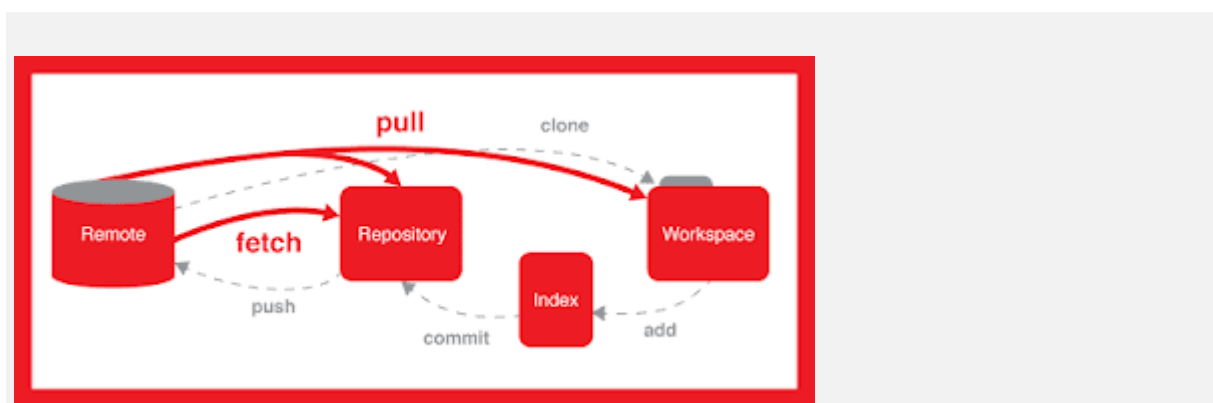 pull
clone
Remote
fetch
Repository
Workspace
push
Index
commit
add